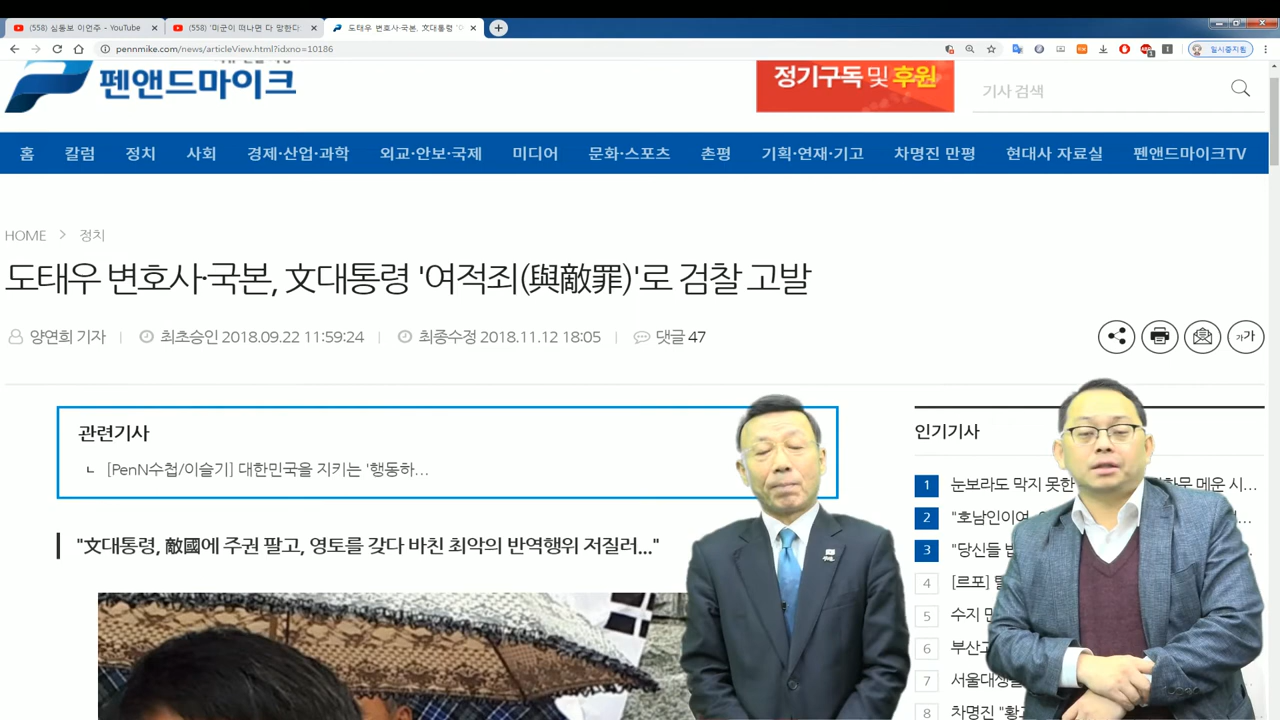 (558) 심동보 이언주 - YouTube
(558) '미군이 떠나면 다 망한다
도태우 변호사·국본, 文대통령 '여
pennmike.com/news/articleView.html?idxno=10186
일시중지됨
펜앤드마이크
정기구독 및 후원
기사 검색
홈 칼럼 정치 사회 경제·산업·과학 외교·안보·국제 미디어 문화·스포츠 촌평 기획·연재·기고 차명진 만평 현대사 자료실 펜앤드마이크TV
HOME > 정치
도태우 변호사·국본, 文대통령 '여적죄(與敵罪)'로 검찰 고발
양연희 기자 최초승인 2018.09.22 11:59:24 최종수정 2018.11.12 18:05 댓글 47
가가
관련기사
ㄴ [PenN수첩/이슬기] 대한민국을 지키는 '행동하...
"文대통령, 敵國에 주권 팔고, 영토를 갖다 바친 최악의 반역행위 저질러..."
인기기사
1 눈보라도 막지 못한 메운 시...
2 "호남인이여,
3 "당신들
4 [르포]
5 수지
6
7 서울대생
8 차명진